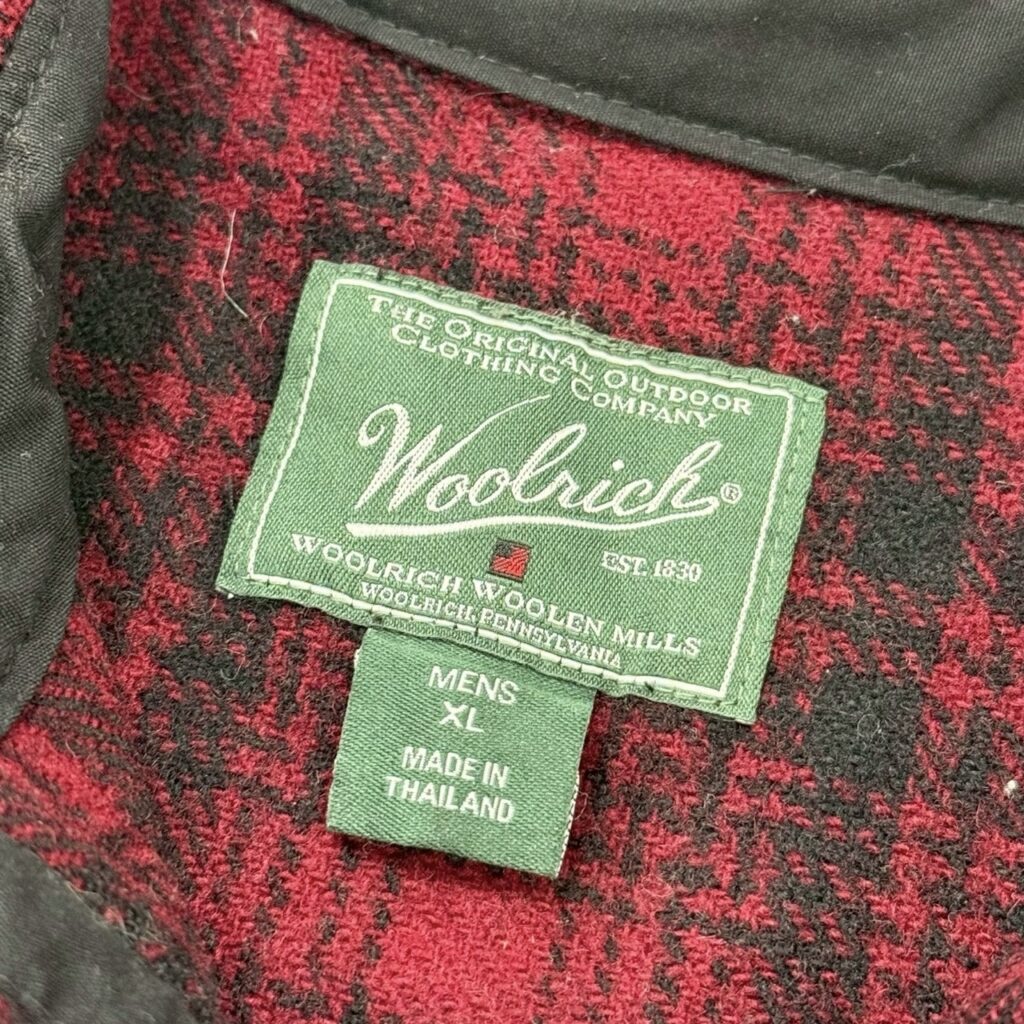 The Original Outdoor
Clothing Company
Woolrich®
EST. 1830
WOOLRICH WOOLEN MILLS
WOOLRICH, PENNSYLVANIA
MENS
XL
MADE IN
THAILAND